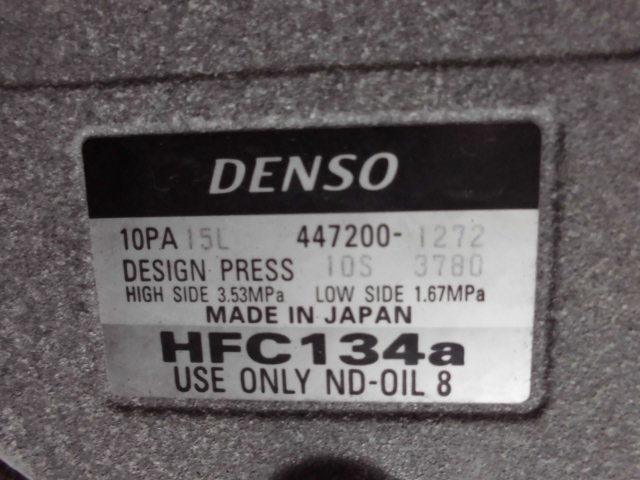 DENSO
10PA 15L 447200-1272
DESIGN PRESS 10S 3780
HIGH SIDE 3.53MPa LOW SIDE 1.67MPa
MADE IN JAPAN
HFC134a
USE ONLY ND-OIL 8